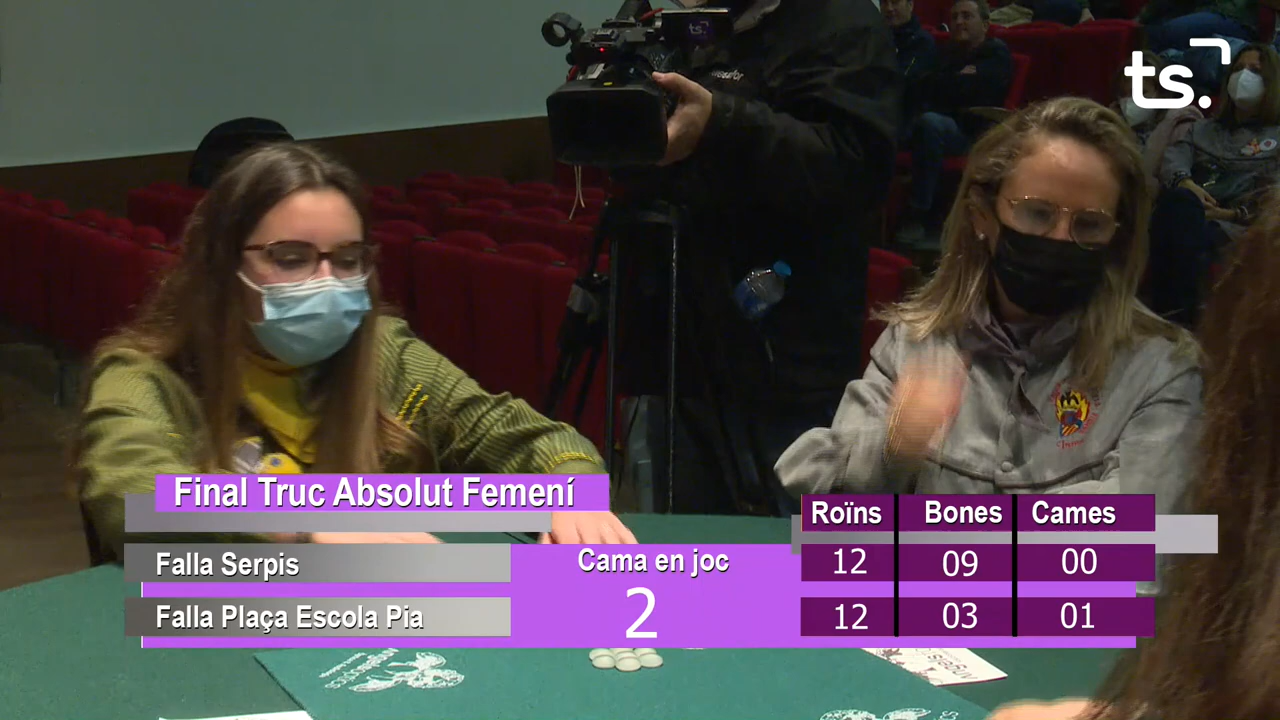 ts.
Final Truc Absolut Femení
Roïns Bones Cames
Falla Serpis 12 09 00
Cama en joc
2
Falla Plaça Escola Pia 12 03 01